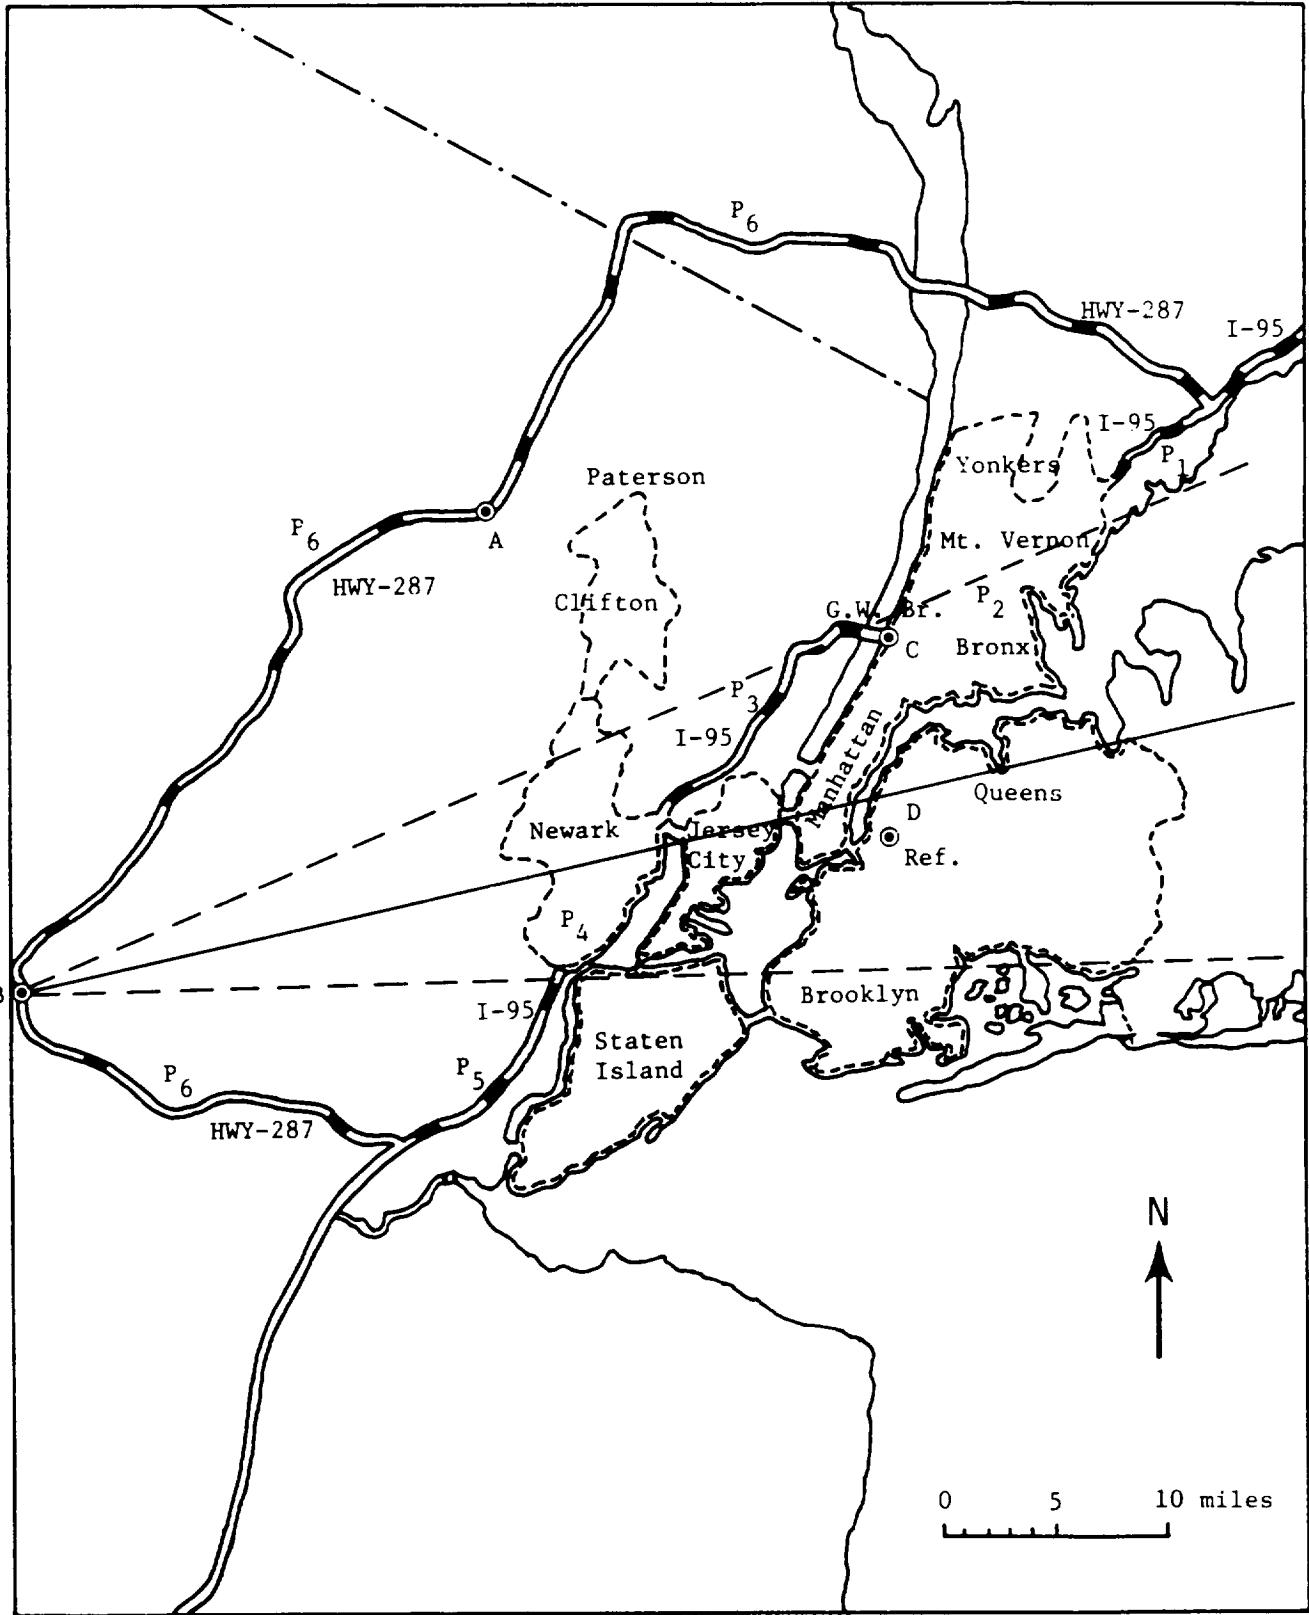 P6
HWY-287
I-95
I-95
Yonkers
P1
Paterson
P6
A
Mt. Vernon
HWY-287
P2
Clifton
G.W. Br.
C
Bronx
P3
I-95
Manhattan
Queens
D
Newark
Jersey
City
Ref.
P4
B
Brooklyn
I-95
Staten
Island
P5
P6
HWY-287
N
0 5 10 miles